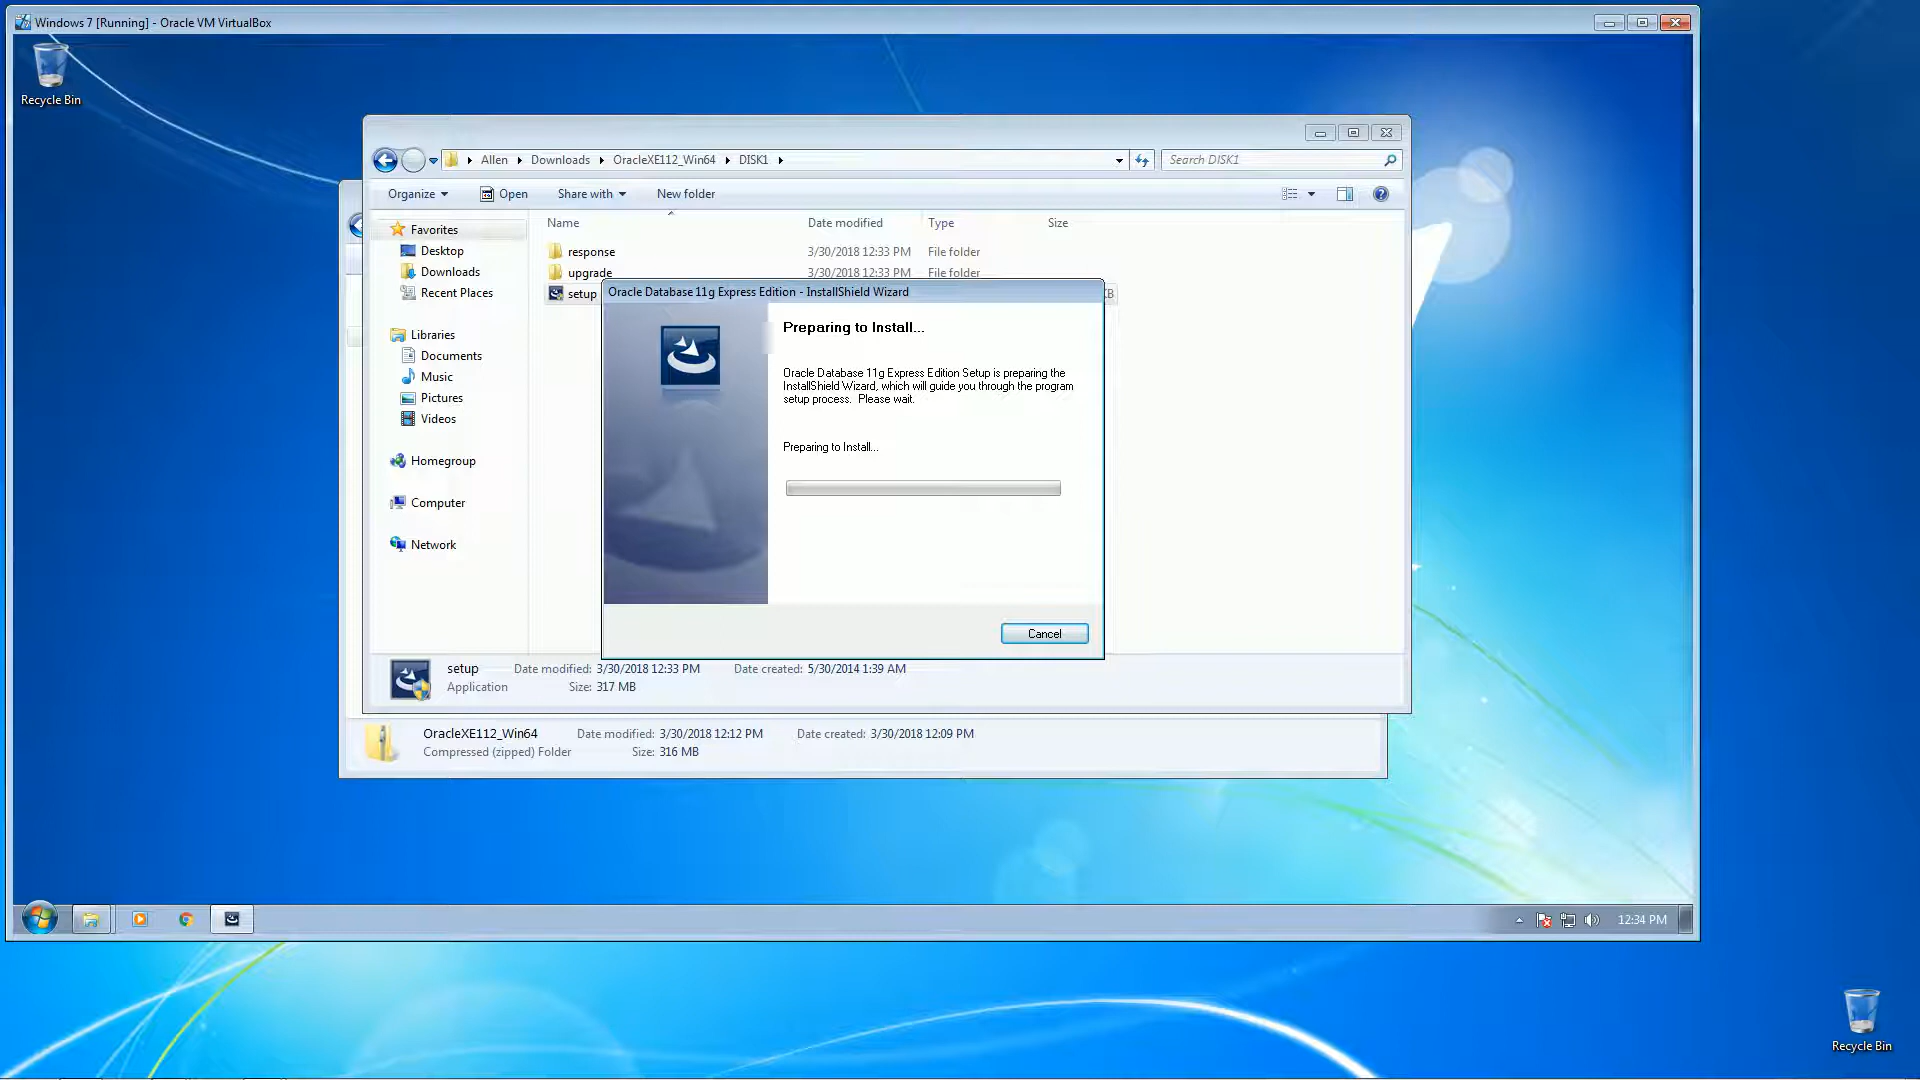 Windows 7 [Running] - Oracle VM VirtualBox
Recycle Bin
Allen
Downloads
OracleXE112_Win64
DISK1
Search DISK1
Organize
Open
Share with
New folder
Name
Date modified
Type
Size
Favorites
Desktop
Downloads
Recent Places
Libraries
Documents
Music
Pictures
Videos
Homegroup
Computer
Network
response 3/30/2018 12:33 PM File folder
upgrade 3/30/2018 12:33 PM File folder
setup
Oracle Database 11g Express Edition - InstallShield Wizard
Preparing to Install...
Oracle Database 11g Express Edition Setup is preparing the
InstallShield Wizard, which will guide you through the program
setup process. Please wait.
Preparing to Install...
Cancel
setup Date modified: 3/30/2018 12:33 PM Date created: 5/30/2014 1:39 AM
Application Size: 317 MB
OracleXE112_Win64 Date modified: 3/30/2018 12:12 PM Date created: 3/30/2018 12:09 PM
Compressed (zipped) Folder Size: 316 MB
12:34 PM
Recycle Bin